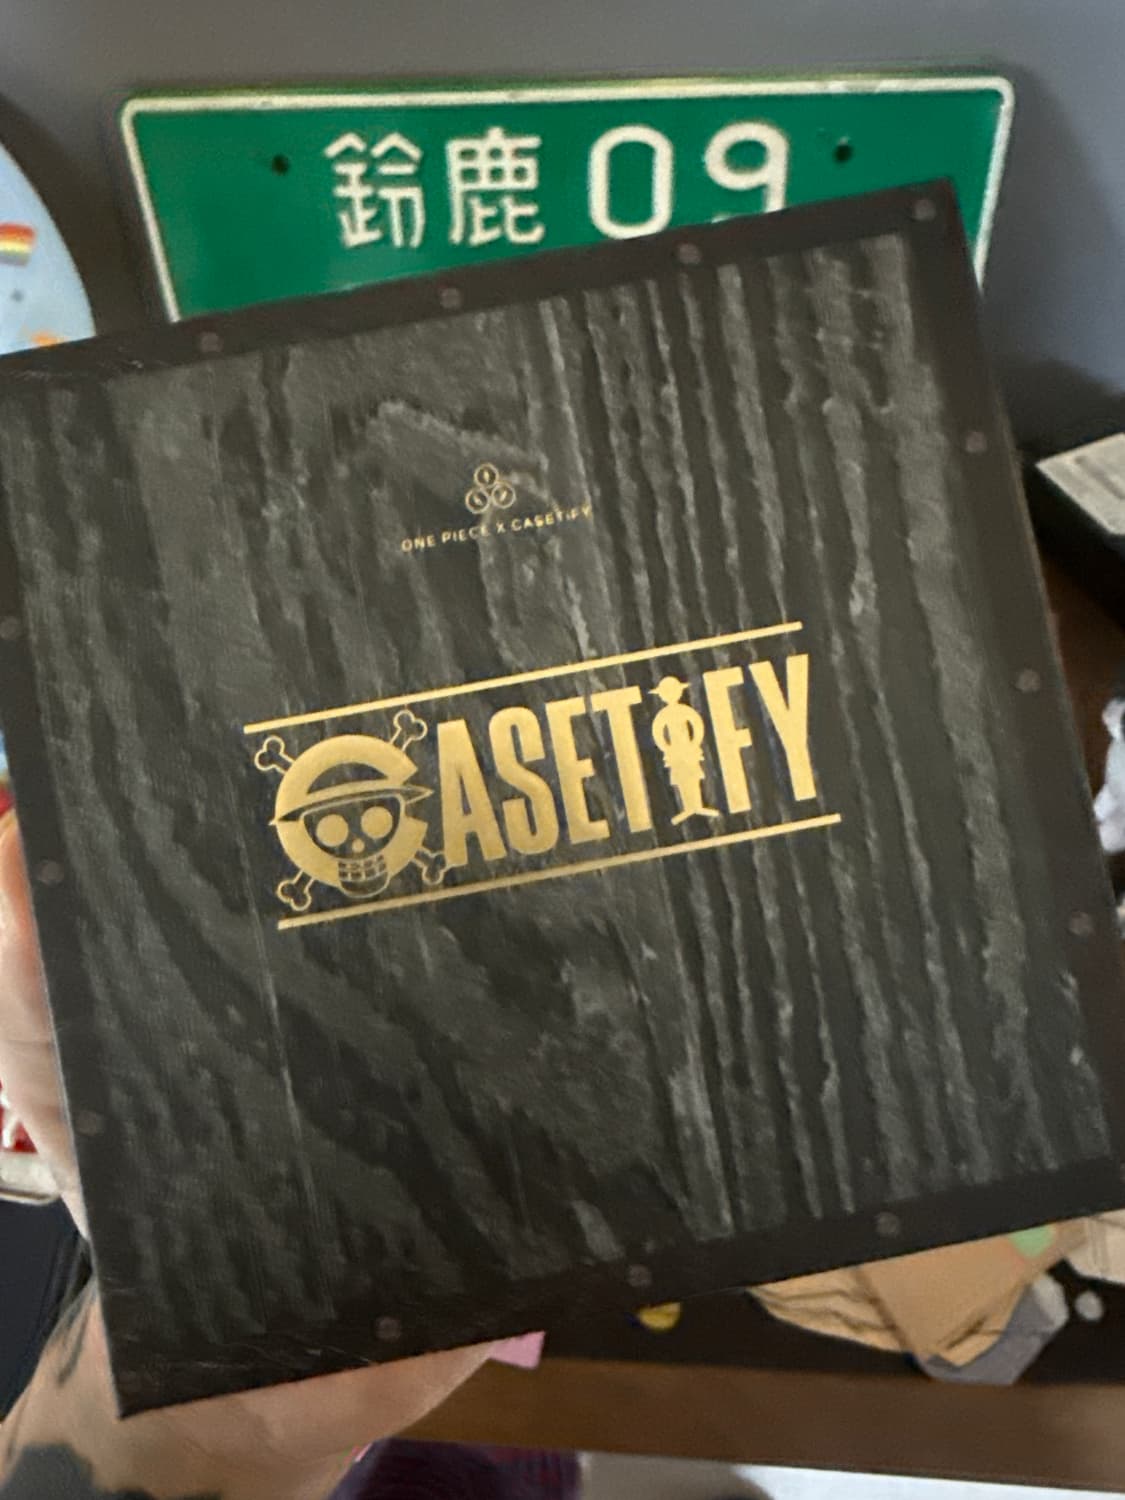 鈴鹿 09
ONE PIECE X CASETiFY
CASETIFY